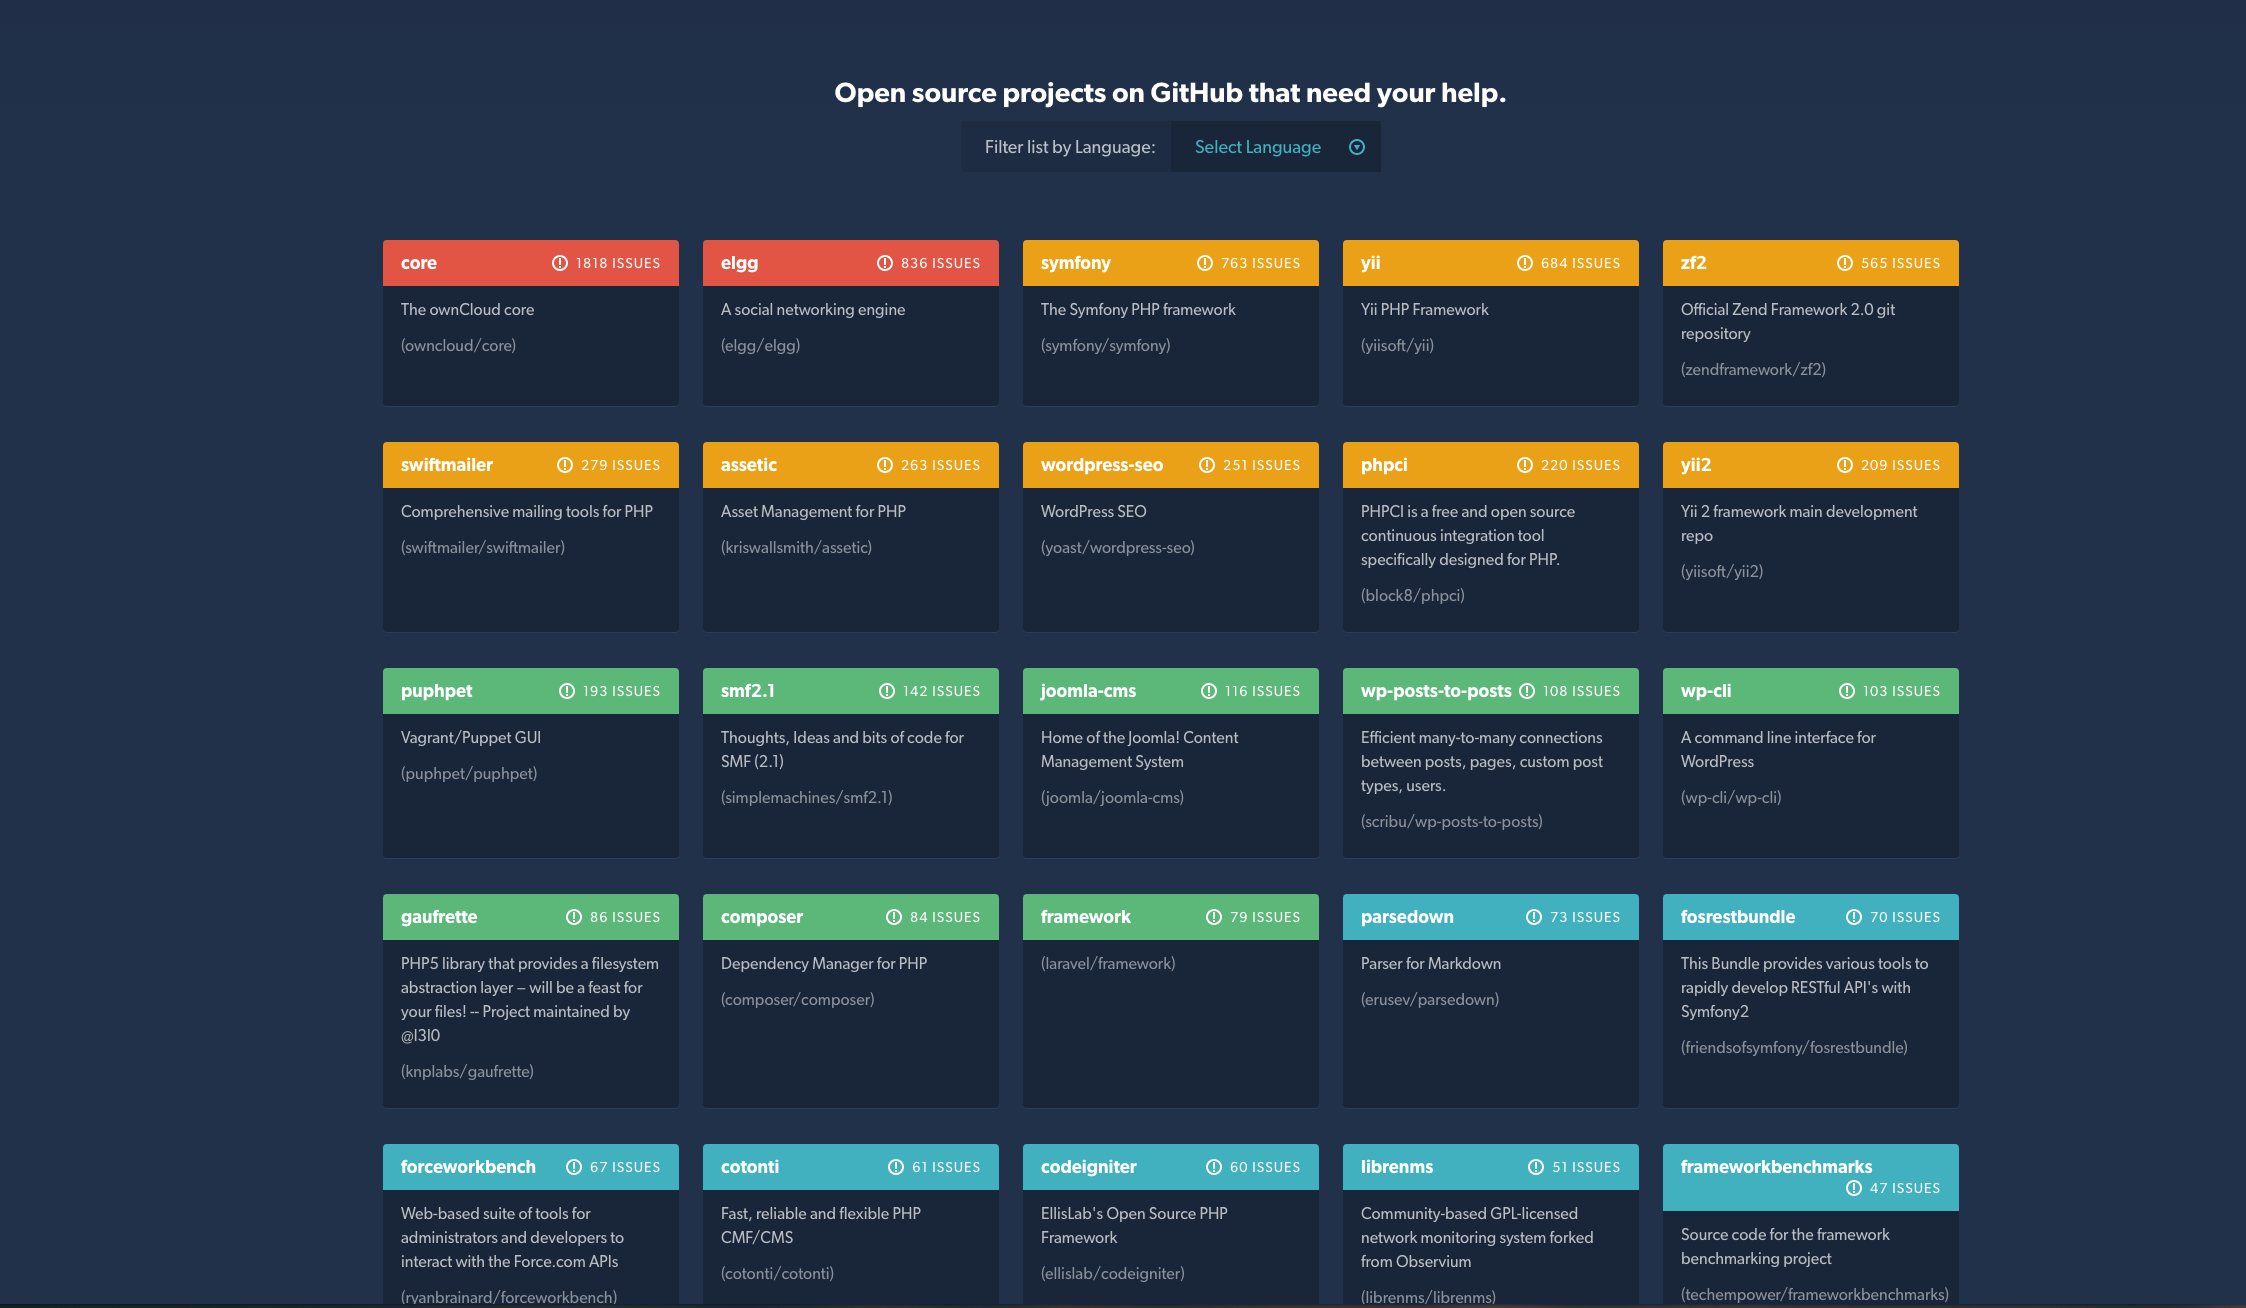 Open source projects on GitHub that need your help.
Filter list by Language: Select Language
core 1818 ISSUES
The ownCloud core
(owncloud/core)
elgg 836 ISSUES
A social networking engine
(elgg/elgg)
symfony 763 ISSUES
The Symfony PHP framework
(symfony/symfony)
yii 684 ISSUES
Yii PHP Framework
(yiisoft/yii)
zf2 565 ISSUES
Official Zend Framework 2.0 git
repository
(zendframework/zf2)
swiftmailer 279 ISSUES
Comprehensive mailing tools for PHP
(swiftmailer/swiftmailer)
assetic 263 ISSUES
Asset Management for PHP
(kriswallsmith/assetic)
wordpress-seo 251 ISSUES
WordPress SEO
(yoast/wordpress-seo)
phpci 220 ISSUES
PHPCI is a free and open source
continuous integration tool
specifically designed for PHP.
(block8/phpci)
yii2 209 ISSUES
Yii 2 framework main development
repo
(yiisoft/yii2)
puphpet 193 ISSUES
Vagrant/Puppet GUI
(puphpet/puphpet)
smf2.1 142 ISSUES
Thoughts, Ideas and bits of code for
SMF (2.1)
(simplemachines/smf2.1)
joomla-cms 116 ISSUES
Home of the Joomla! Content
Management System
(joomla/joomla-cms)
wp-posts-to-posts 108 ISSUES
Efficient many-to-many connections
between posts, pages, custom post
types, users.
(scribu/wp-posts-to-posts)
wp-cli 103 ISSUES
A command line interface for
WordPress
(wp-cli/wp-cli)
gaufrette 86 ISSUES
PHP5 library that provides a filesystem
abstraction layer − will be a feast for
your files! -- Project maintained by
@l3l0
(knplabs/gaufrette)
composer 84 ISSUES
Dependency Manager for PHP
(composer/composer)
framework 79 ISSUES
(laravel/framework)
parsedown 73 ISSUES
Parser for Markdown
(erusev/parsedown)
fosrestbundle 70 ISSUES
This Bundle provides various tools to
rapidly develop RESTful API's with
Symfony2
(friendsofsymfony/fosrestbundle)
forceworkbench 67 ISSUES
Web-based suite of tools for
administrators and developers to
interact with the Force.com APIs
(ryanbrainard/forceworkbench)
cotonti 61 ISSUES
Fast, reliable and flexible PHP
CMF/CMS
(cotonti/cotonti)
codeigniter 60 ISSUES
EllisLab's Open Source PHP
Framework
(ellislab/codeigniter)
librenms 51 ISSUES
Community-based GPL-licensed
network monitoring system forked
from Observium
(librenms/librenms)
frameworkbenchmarks
47 ISSUES
Source code for the framework
benchmarking project
(techempower/frameworkbenchmarks)